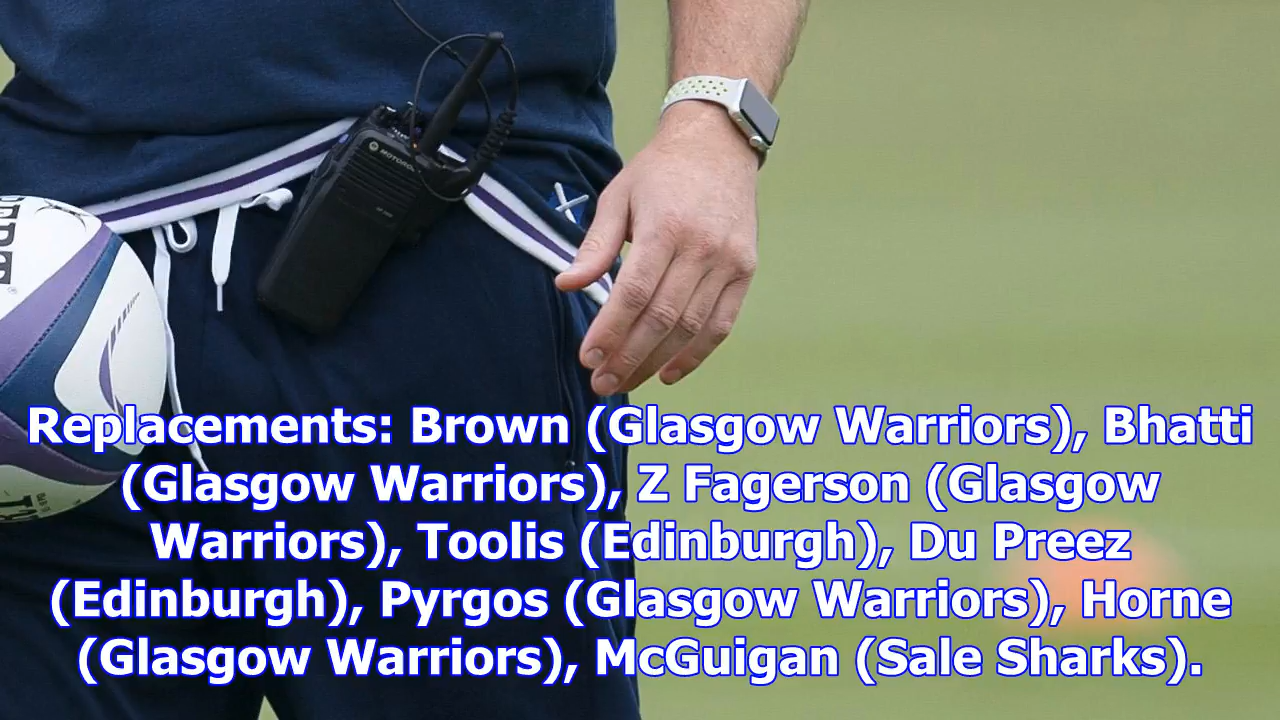 MOTOROLA
Replacements: Brown (Glasgow Warriors), Bhatti
(Glasgow Warriors), Z Fagerson (Glasgow
Warriors), Toolis (Edinburgh), Du Preez
(Edinburgh), Pyrgos (Glasgow Warriors), Horne
(Glasgow Warriors), McGuigan (Sale Sharks).